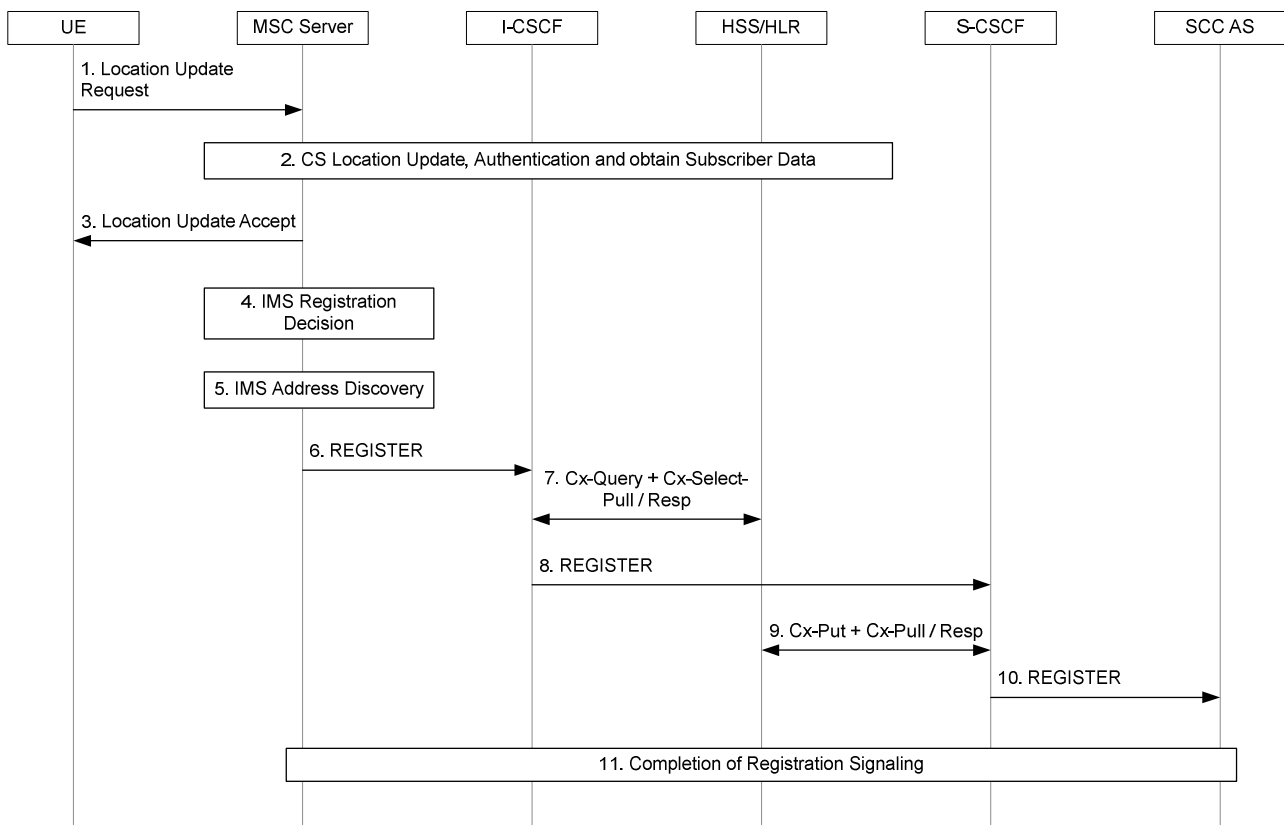 UE
MSC Server
I-CSCF
HSS/HLR
S-CSCF
SCC AS
1. Location Update
Request
2. CS Location Update, Authentication and obtain Subscriber Data
3. Location Update Accept
4. IMS Registration
Decision
5. IMS Address Discovery
6. REGISTER
7. Cx-Query + Cx-Select-
Pull / Resp
8. REGISTER
9. Cx-Put + Cx-Pull / Resp
10. REGISTER
11. Completion of Registration Signaling